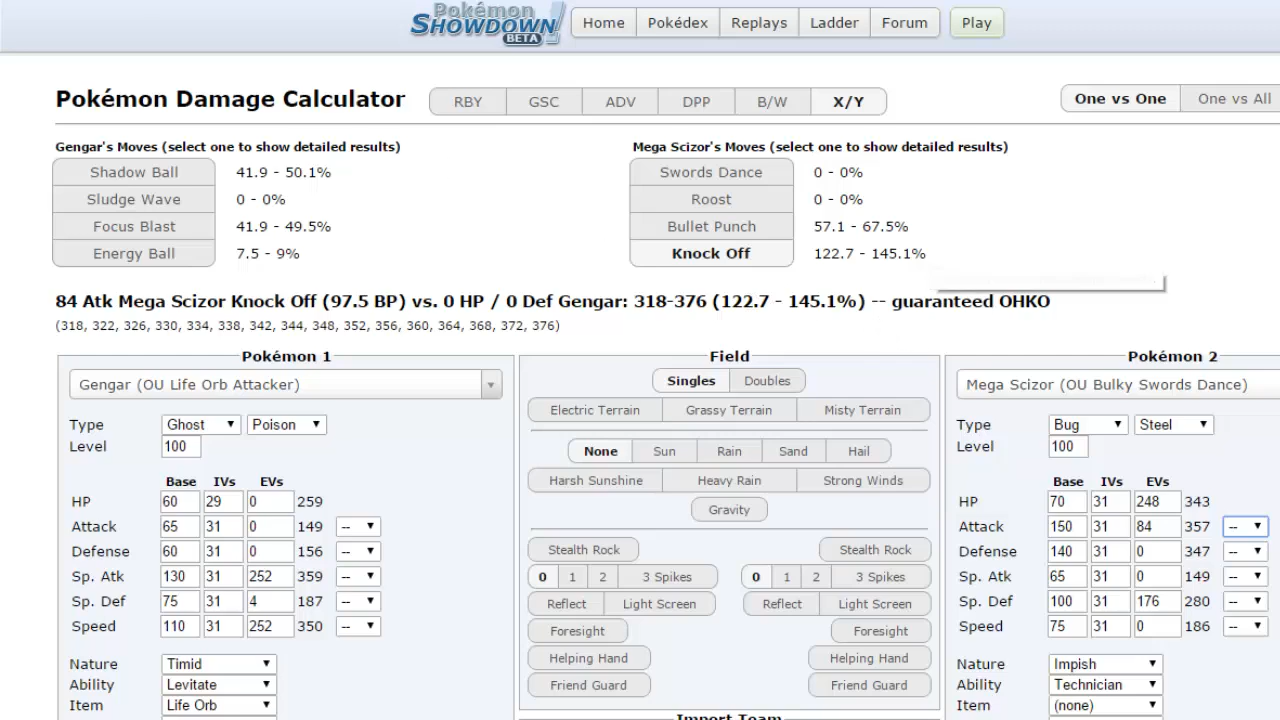 Pokémon
SHOWDOWN!
BETA
Home Pokédex Replays Ladder Forum Play
Pokémon Damage Calculator RBY GSC ADV DPP B/W X/Y One vs One One vs All
Gengar's Moves (select one to show detailed results) Mega Scizor's Moves (select one to show detailed results)
Shadow Ball 41.9 - 50.1% Swords Dance 0 - 0%
Sludge Wave 0 - 0% Roost 0 - 0%
Focus Blast 41.9 - 49.5% Bullet Punch 57.1 - 67.5%
Energy Ball 7.5 - 9% Knock Off 122.7 - 145.1%
84 Atk Mega Scizor Knock Off (97.5 BP) vs. 0 HP / 0 Def Gengar: 318-376 (122.7 - 145.1%) -- guaranteed OHKO
(318, 322, 326, 330, 334, 338, 342, 344, 348, 352, 356, 360, 364, 368, 372, 376)
Pokémon 1 Field Pokémon 2
Gengar (OU Life Orb Attacker) Singles Doubles Mega Scizor (OU Bulky Swords Dance)
Electric Terrain Grassy Terrain Misty Terrain
Type Ghost Poison Type Bug Steel
Level 100 None Sun Rain Sand Hail Level 100
Base IVs EVs Harsh Sunshine Heavy Rain Strong Winds Base IVs EVs
HP 60 29 0 259 Gravity HP 70 31 248 343
Attack 65 31 0 149 -- Attack 150 31 84 357 --
Defense 60 31 0 156 -- Stealth Rock Stealth Rock Defense 140 31 0 347 --
Sp. Atk 130 31 252 359 -- 0 1 2 3 Spikes 0 1 2 3 Spikes Sp. Atk 65 31 0 149 --
Sp. Def 75 31 4 187 -- Reflect Light Screen Reflect Light Screen Sp. Def 100 31 176 280 --
Speed 110 31 252 350 -- Foresight Foresight Speed 75 31 0 186 --
Nature Timid Helping Hand Helping Hand Nature Impish
Ability Levitate Friend Guard Friend Guard Ability Technician
Item Life Orb Item (none)
Import Team